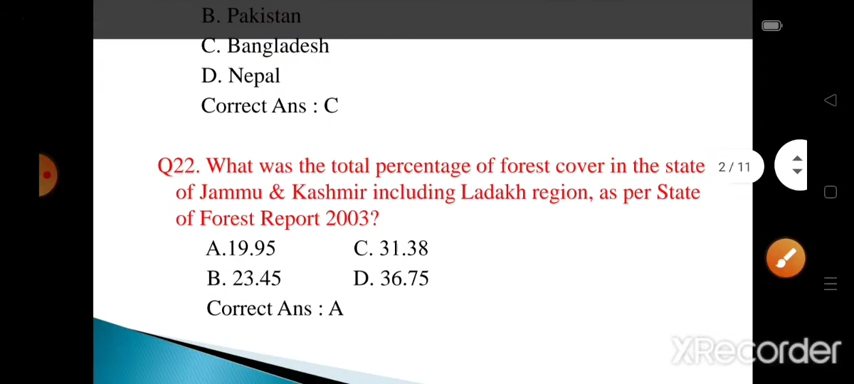 B. Pakistan
C. Bangladesh
D. Nepal
Correct Ans : C
Q22. What was the total percentage of forest cover in the state
of Jammu & Kashmir including Ladakh region, as per State
of Forest Report 2003?
A.19.95 C. 31.38
B. 23.45 D. 36.75
Correct Ans : A
2 / 11
XRecorder